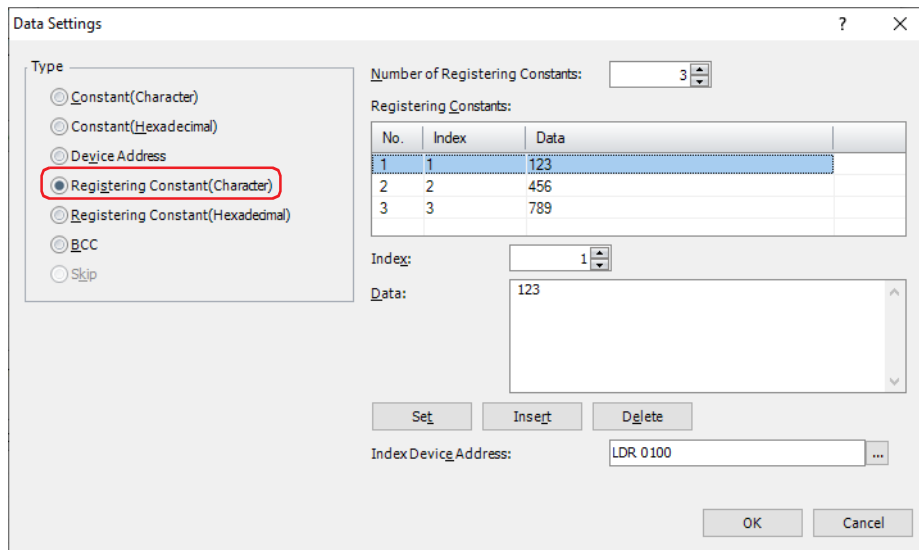 Data Settings ?
Type
Constant(Character)
Constant(Hexadecimal)
Device Address
Registering Constant(Character)
Registering Constant(Hexadecimal)
BCC
Skip
Number of Registering Constants: 3
Registering Constants:
No. Index Data
1 1 123
2 2 456
3 3 789
Index: 1
Data: 123
Set Insert Delete
Index Device Address: LDR 0100 ...
OK Cancel